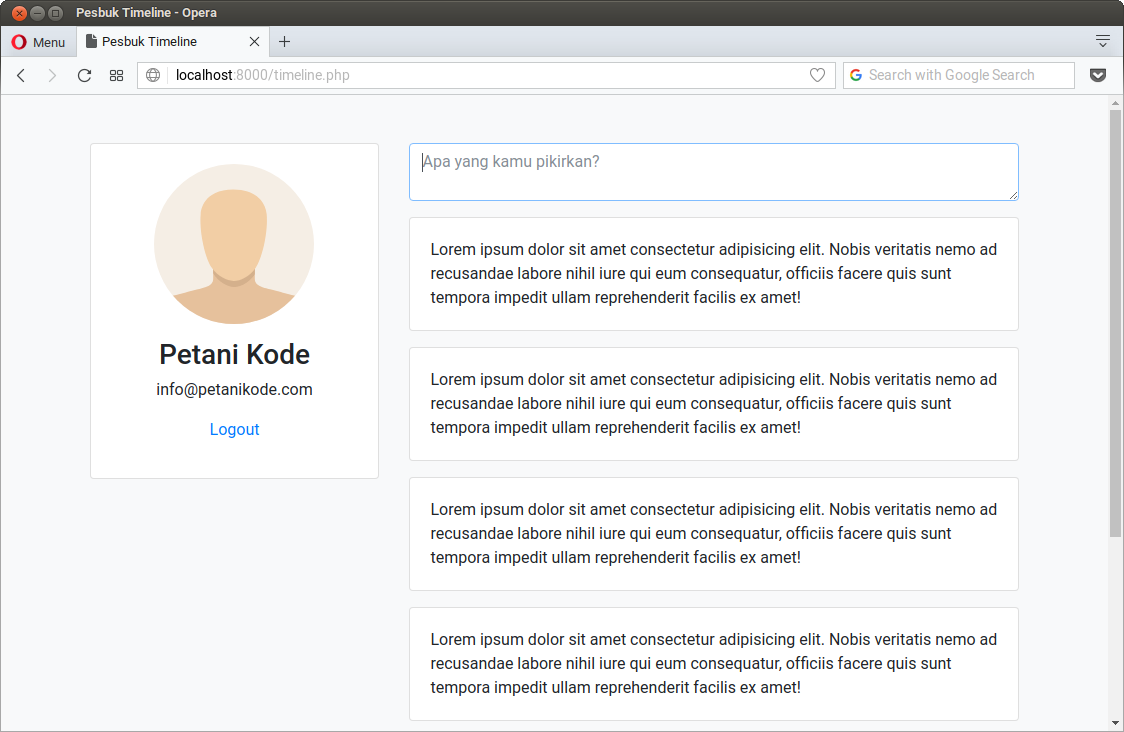 Pesbuk Timeline - Opera
Menu
Pesbuk Timeline
localhost:8000/timeline.php
Search with Google Search
Petani Kode
info@petanikode.com
Logout
Apa yang kamu pikirkan?
Lorem ipsum dolor sit amet consectetur adipisicing elit. Nobis veritatis nemo ad
recusandae labore nihil iure qui eum consequatur, officiis facere quis sunt
tempora impedit ullam reprehenderit facilis ex amet!
Lorem ipsum dolor sit amet consectetur adipisicing elit. Nobis veritatis nemo ad
recusandae labore nihil iure qui eum consequatur, officiis facere quis sunt
tempora impedit ullam reprehenderit facilis ex amet!
Lorem ipsum dolor sit amet consectetur adipisicing elit. Nobis veritatis nemo ad
recusandae labore nihil iure qui eum consequatur, officiis facere quis sunt
tempora impedit ullam reprehenderit facilis ex amet!
Lorem ipsum dolor sit amet consectetur adipisicing elit. Nobis veritatis nemo ad
recusandae labore nihil iure qui eum consequatur, officiis facere quis sunt
tempora impedit ullam reprehenderit facilis ex amet!